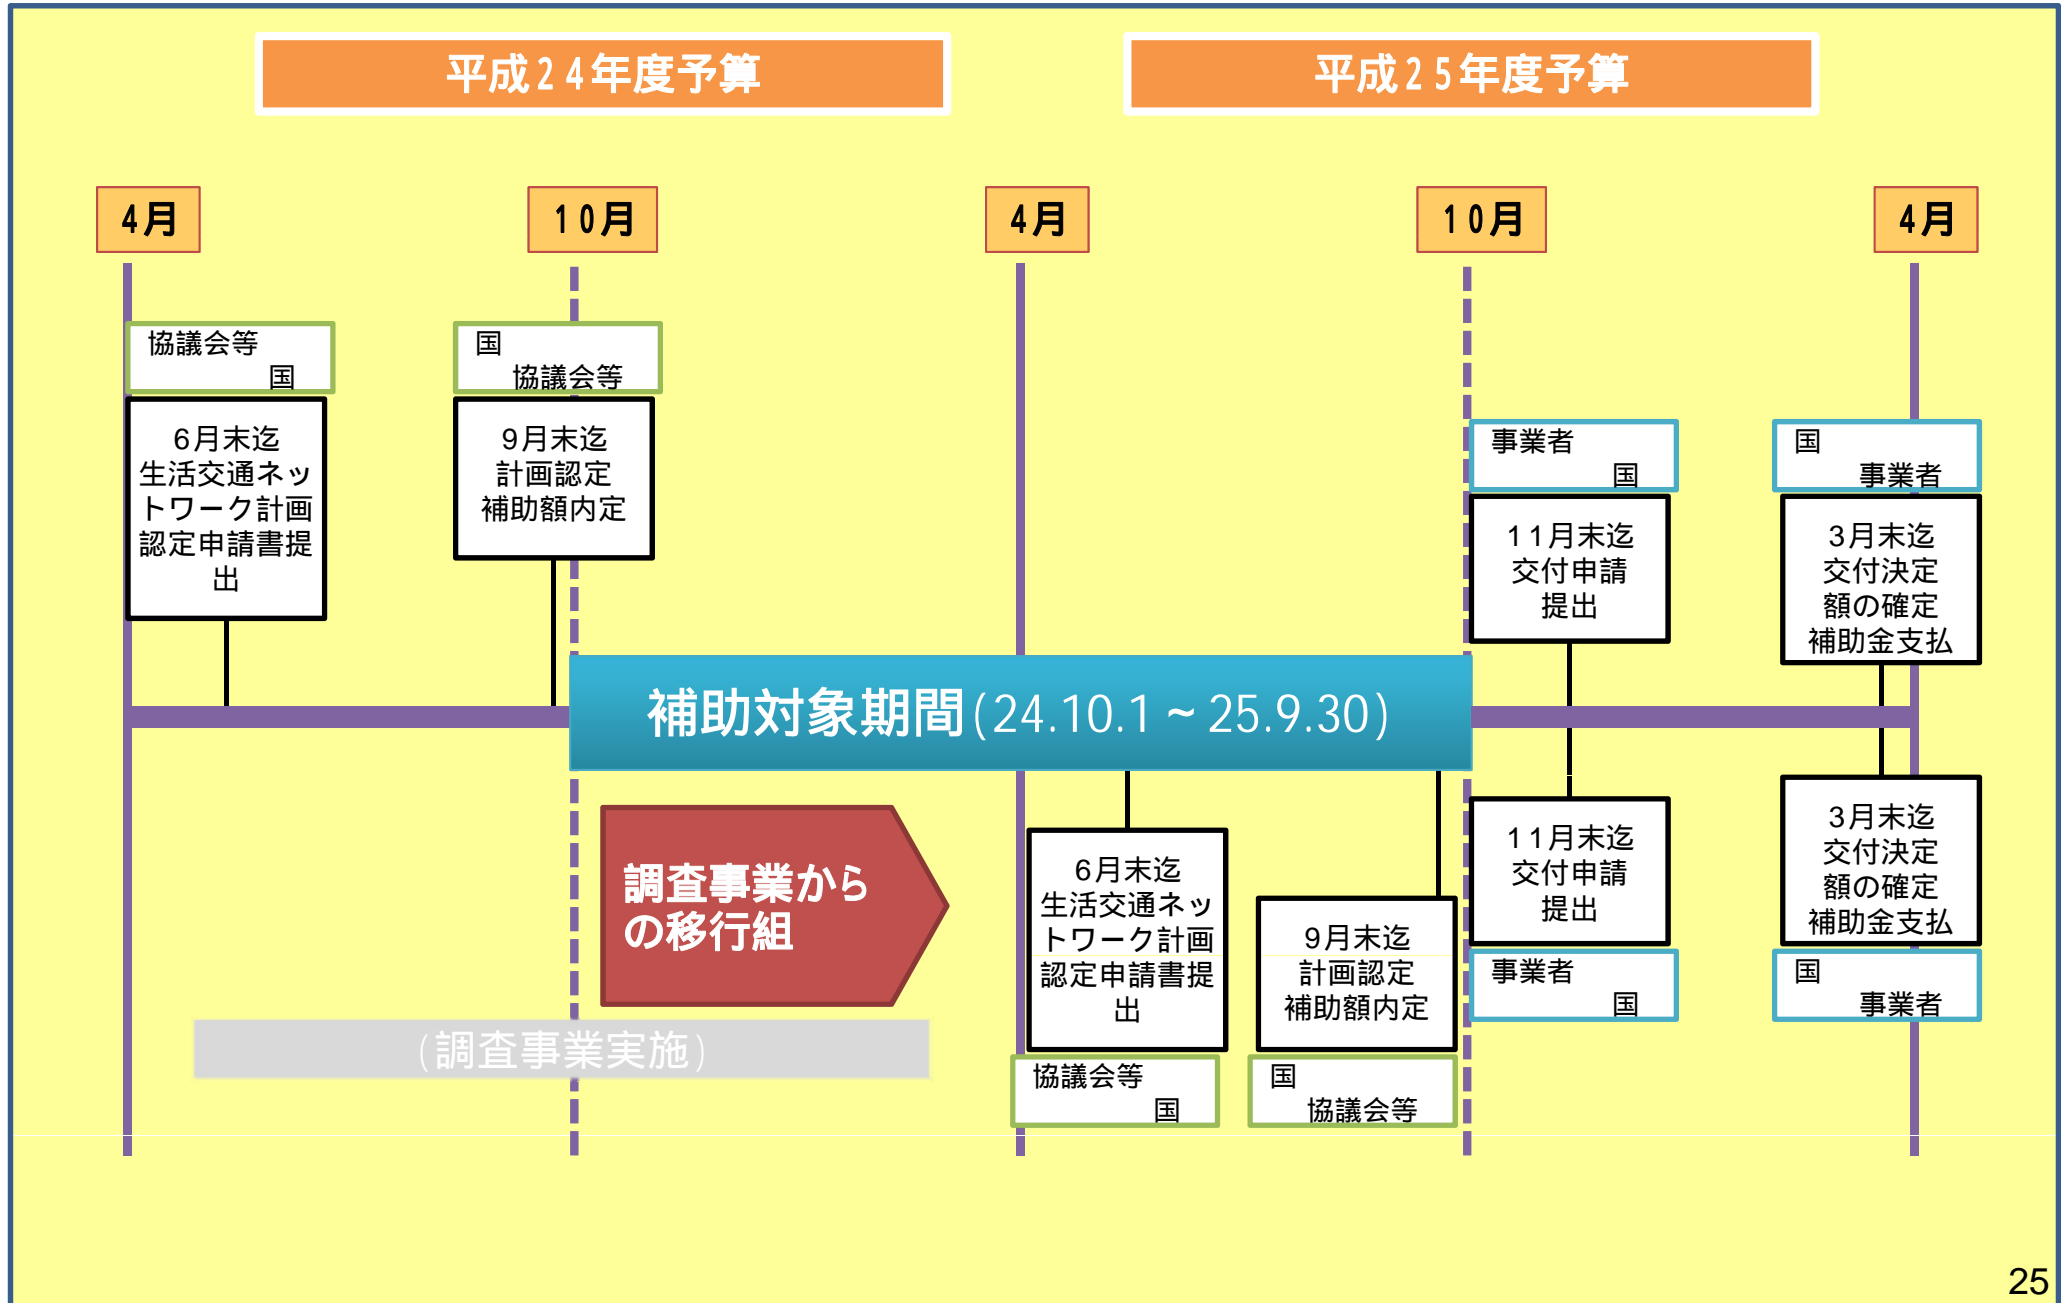 平成24年度予算
平成25年度予算
4月
10月
4月
10月
4月
協議会等
国
国
協議会等
6月末迄
生活交通ネッ
トワーク計画
認定申請書提
出
9月末迄
計画認定
補助額内定
事業者
国
国
事業者
11月末迄
交付申請
提出
3月末迄
交付決定
額の確定
補助金支払
補助対象期間(24.10.1~25.9.30)
調査事業から
の移行組
(調査事業実施)
6月末迄
生活交通ネッ
トワーク計画
認定申請書提
出
協議会等
国
9月末迄
計画認定
補助額内定
国
協議会等
11月末迄
交付申請
提出
事業者
国
3月末迄
交付決定
額の確定
補助金支払
国
事業者
25